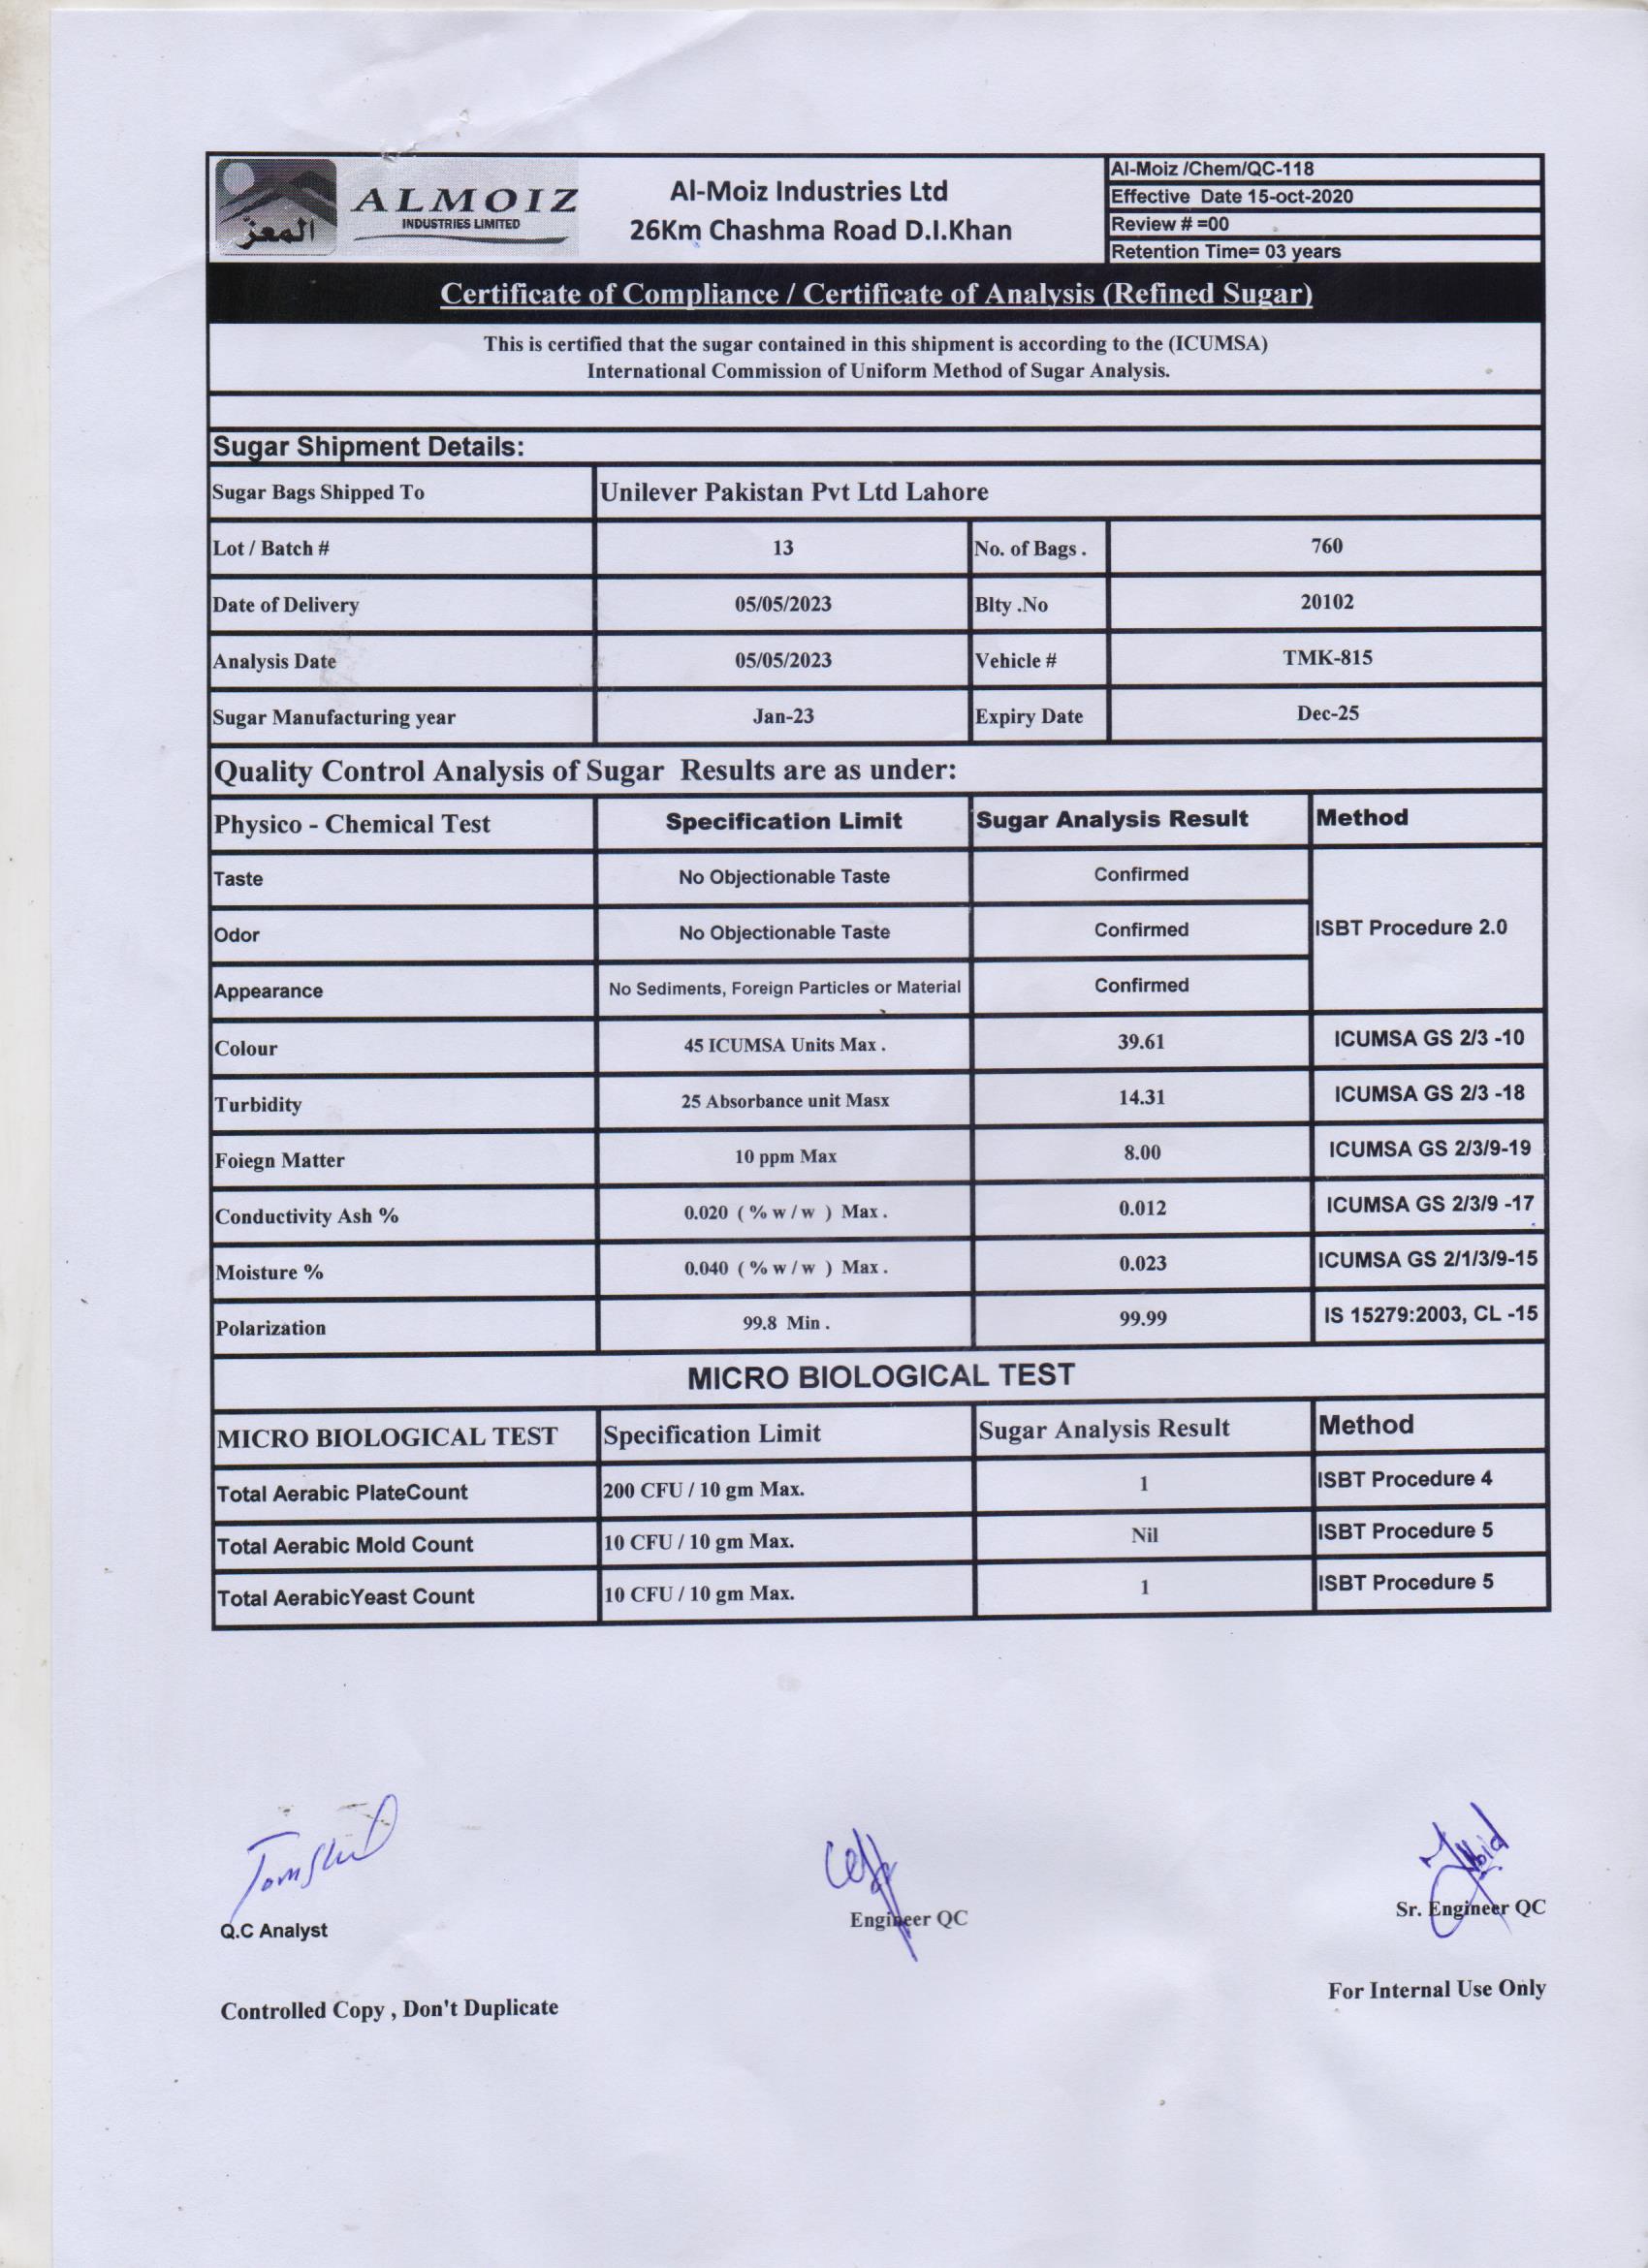 المعز
ALMOIZ
INDUSTRIES LIMITED
Al-Moiz Industries Ltd
26Km Chashma Road D.I.Khan
Al-Moiz /Chem/QC-118
Effective Date 15-oct-2020
Review # =00
Retention Time= 03 years
Certificate of Compliance / Certificate of Analysis (Refined Sugar)
This is certified that the sugar contained in this shipment is according to the (ICUMSA)
International Commission of Uniform Method of Sugar Analysis.
Sugar Shipment Details:
Sugar Bags Shipped To Unilever Pakistan Pvt Ltd Lahore
Lot / Batch # 13 No. of Bags . 760
Date of Delivery 05/05/2023 Blty .No 20102
Analysis Date 05/05/2023 Vehicle # TMK-815
Sugar Manufacturing year Jan-23 Expiry Date Dec-25
Quality Control Analysis of Sugar Results are as under:
Physico - Chemical Test Specification Limit Sugar Analysis Result Method
Taste No Objectionable Taste Confirmed
Odor No Objectionable Taste Confirmed ISBT Procedure 2.0
Appearance No Sediments, Foreign Particles or Material Confirmed
Colour 45 ICUMSA Units Max . 39.61 ICUMSA GS 2/3 -10
Turbidity 25 Absorbance unit Masx 14.31 ICUMSA GS 2/3 -18
Foiegn Matter 10 ppm Max 8.00 ICUMSA GS 2/3/9-19
Conductivity Ash % 0.020 ( % w / w ) Max . 0.012 ICUMSA GS 2/3/9 -17
Moisture % 0.040 ( % w / w ) Max . 0.023 ICUMSA GS 2/1/3/9-15
Polarization 99.8 Min . 99.99 IS 15279:2003, CL -15
MICRO BIOLOGICAL TEST
MICRO BIOLOGICAL TEST Specification Limit Sugar Analysis Result Method
Total Aerabic PlateCount 200 CFU / 10 gm Max. 1 ISBT Procedure 4
Total Aerabic Mold Count 10 CFU / 10 gm Max. Nil ISBT Procedure 5
Total AerabicYeast Count 10 CFU / 10 gm Max. 1 ISBT Procedure 5
Q.C Analyst Engineer QC Sr. Engineer QC
Controlled Copy , Don't Duplicate For Internal Use Only